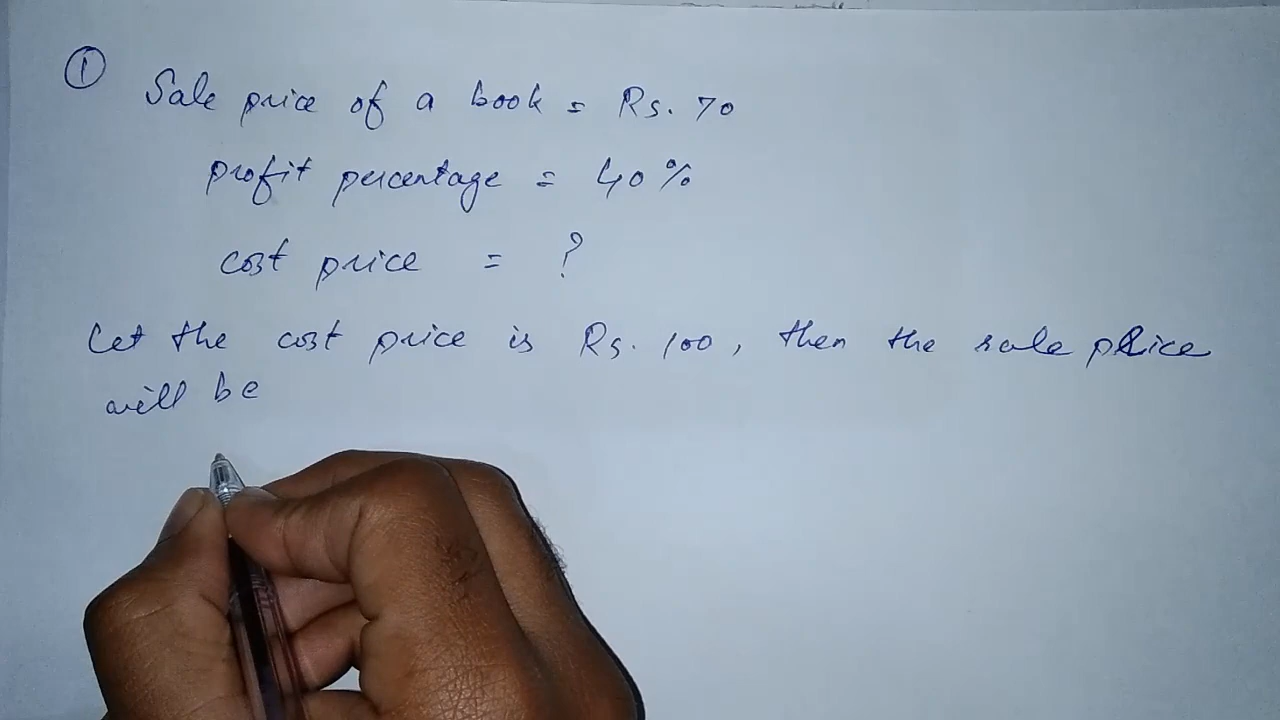 ① Sale price of a book = Rs. 70
profit percentage = 40%
cost price = ?
Let the cost price is Rs. 100, then the sale price
will be